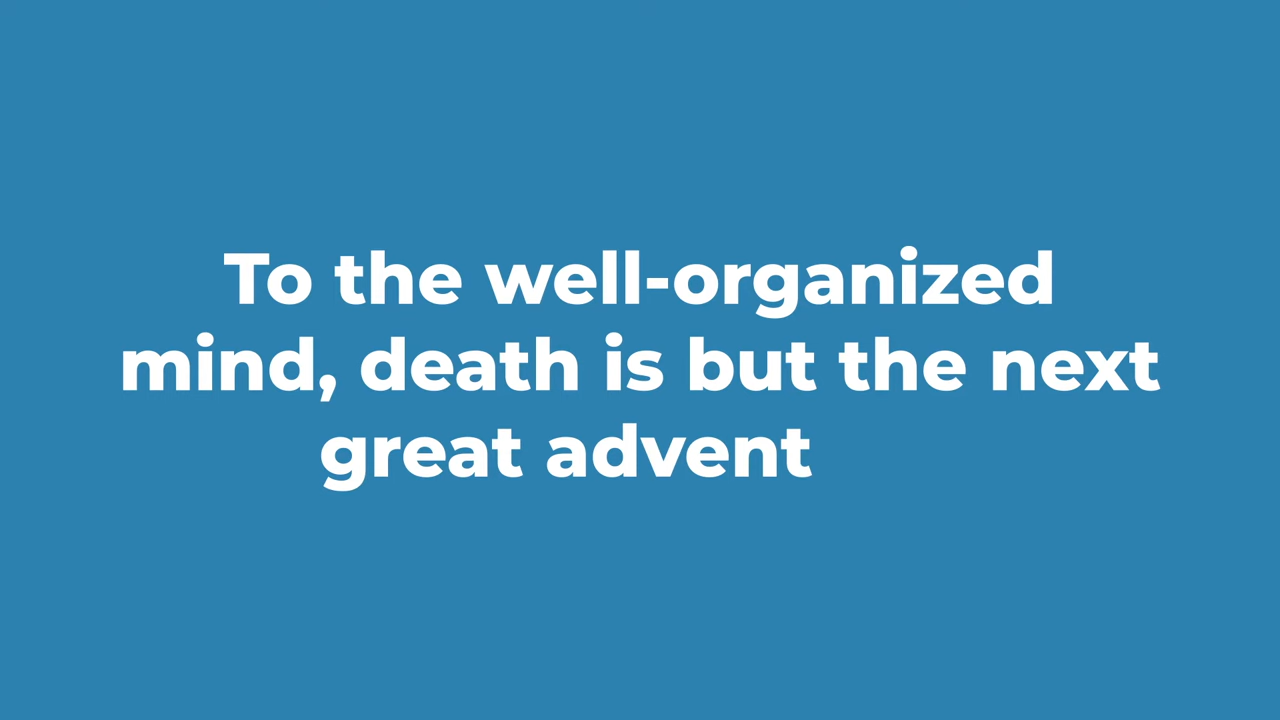 To the well-organized
mind, death is but the next
great advent